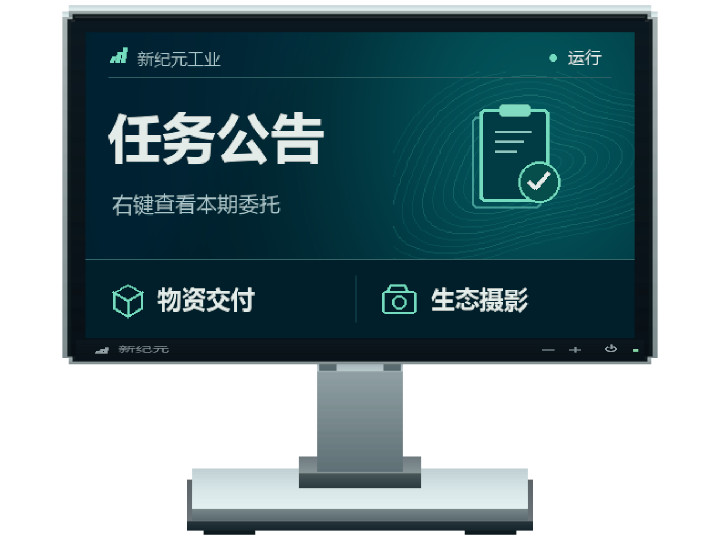 新纪元工业
运行
任务公告
右键查看本期委托
物资交付
生态摄影
新纪元